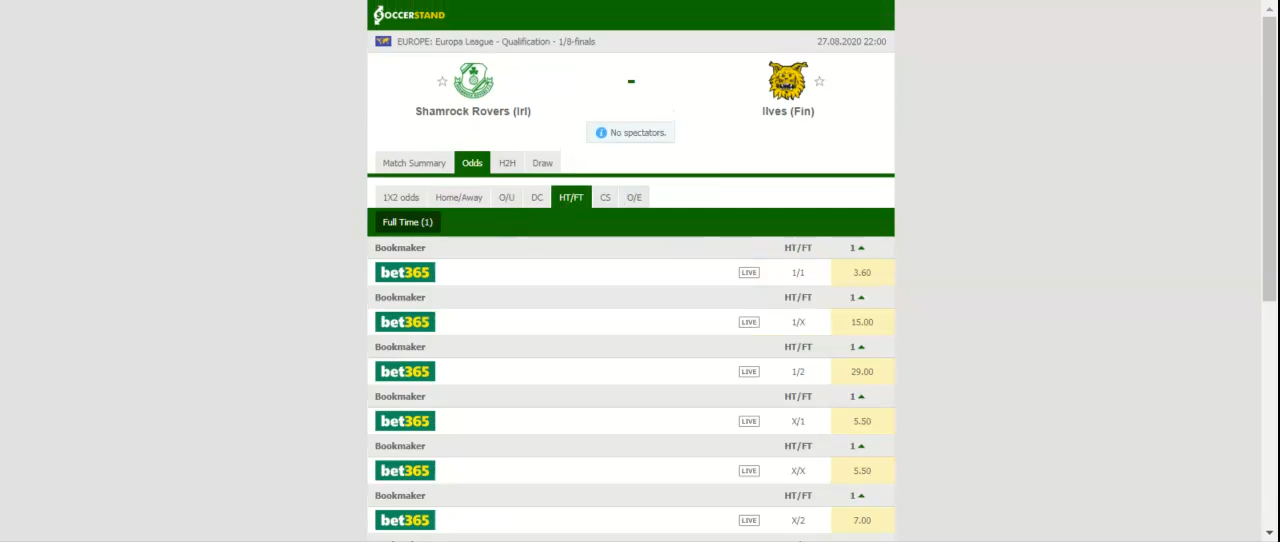 SOCCERSTAND
EUROPE: Europa League - Qualification - 1/8-finals 27.08.2020 22:00
-
Shamrock Rovers (Irl) Ilves (Fin)
No spectators.
Match Summary Odds H2H Draw
1X2 odds Home/Away O/U DC HT/FT CS O/E
Full Time (1)
Bookmaker HT/FT 1
bet365 LIVE 1/1 3.60
Bookmaker HT/FT 1
bet365 LIVE 1/X 15.00
Bookmaker HT/FT 1
bet365 LIVE 1/2 29.00
Bookmaker HT/FT 1
bet365 LIVE X/1 5.50
Bookmaker HT/FT 1
bet365 LIVE X/X 5.50
Bookmaker HT/FT 1
bet365 LIVE X/2 7.00